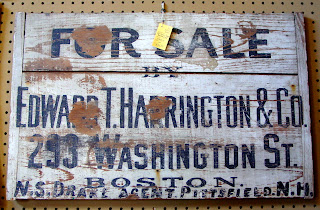 FOR SALE
BY
EDWARD T. HARRINGTON & CO.
293 WASHINGTON ST.
BOSTON.
N.S. DRAKE AGENT, PITTSFIELD, N.H.